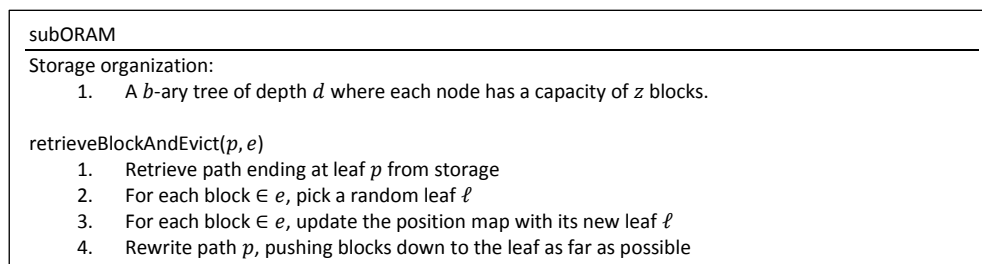 subORAM
Storage organization:
1. A b-ary tree of depth d where each node has a capacity of z blocks.
retrieveBlockAndEvict(p, e)
1. Retrieve path ending at leaf p from storage
2. For each block ∈ e, pick a random leaf ℓ
3. For each block ∈ e, update the position map with its new leaf ℓ
4. Rewrite path p, pushing blocks down to the leaf as far as possible